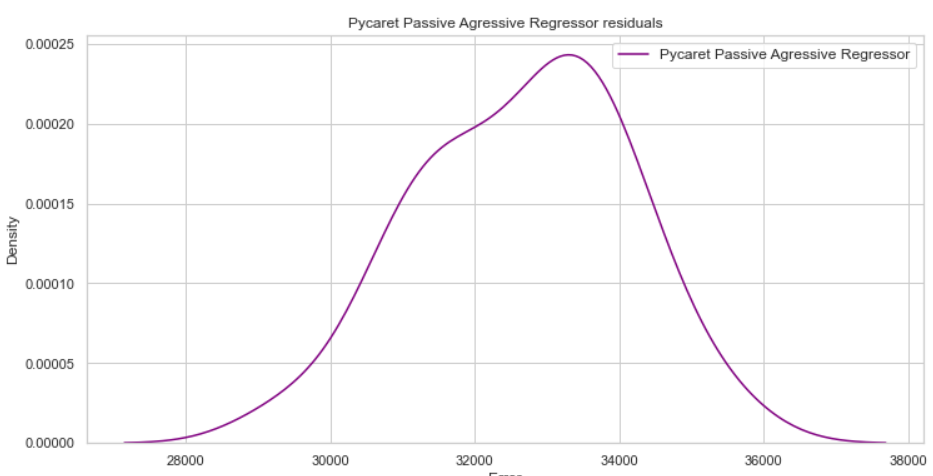 Pycaret Passive Agressive Regressor residuals
Pycaret Passive Agressive Regressor
0.00025
0.00020
0.00015
0.00010
0.00005
0.00000
Density
28000 30000 32000 34000 36000 38000
Error